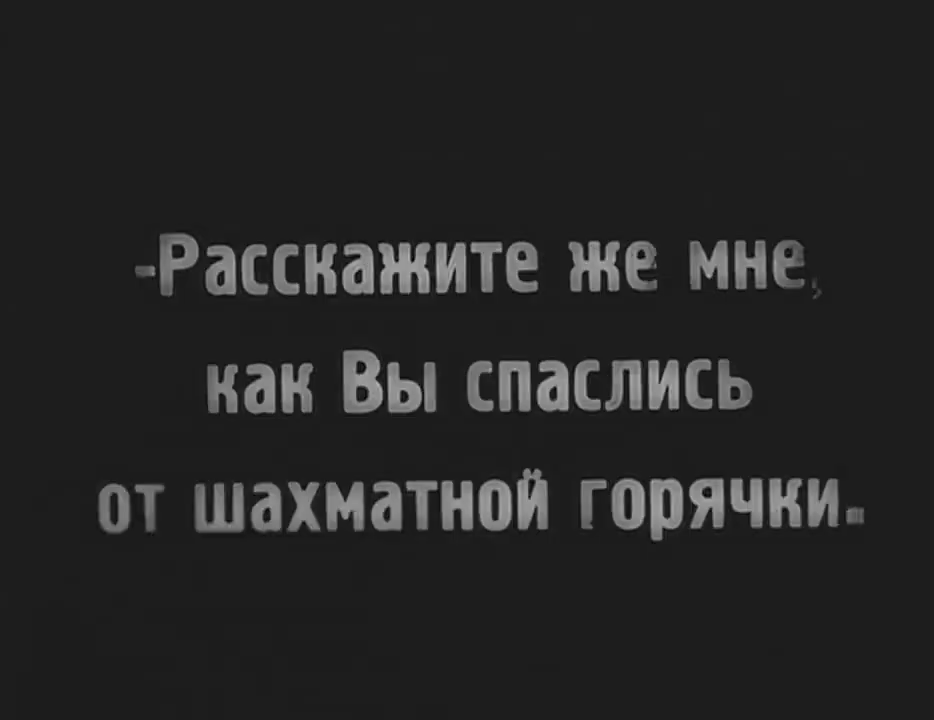 -Расскажите же мне,
как Вы спаслись
от шахматной горячки.